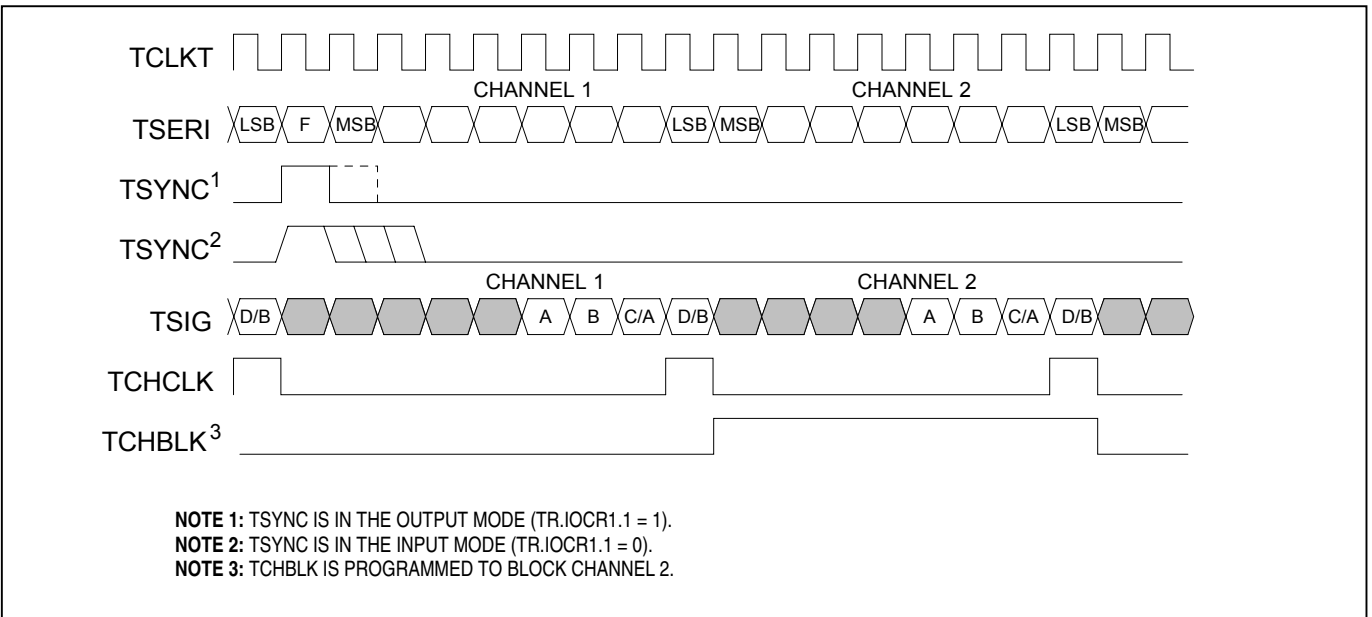 TCLKT
CHANNEL 1 CHANNEL 2
TSERI LSB F MSB LSB MSB LSB MSB
TSYNC1
TSYNC2
CHANNEL 1 CHANNEL 2
TSIG D/B A B C/A D/B A B C/A D/B
TCHCLK
TCHBLK3
NOTE 1: TSYNC IS IN THE OUTPUT MODE (TR.IOCR1.1 = 1).
NOTE 2: TSYNC IS IN THE INPUT MODE (TR.IOCR1.1 = 0).
NOTE 3: TCHBLK IS PROGRAMMED TO BLOCK CHANNEL 2.